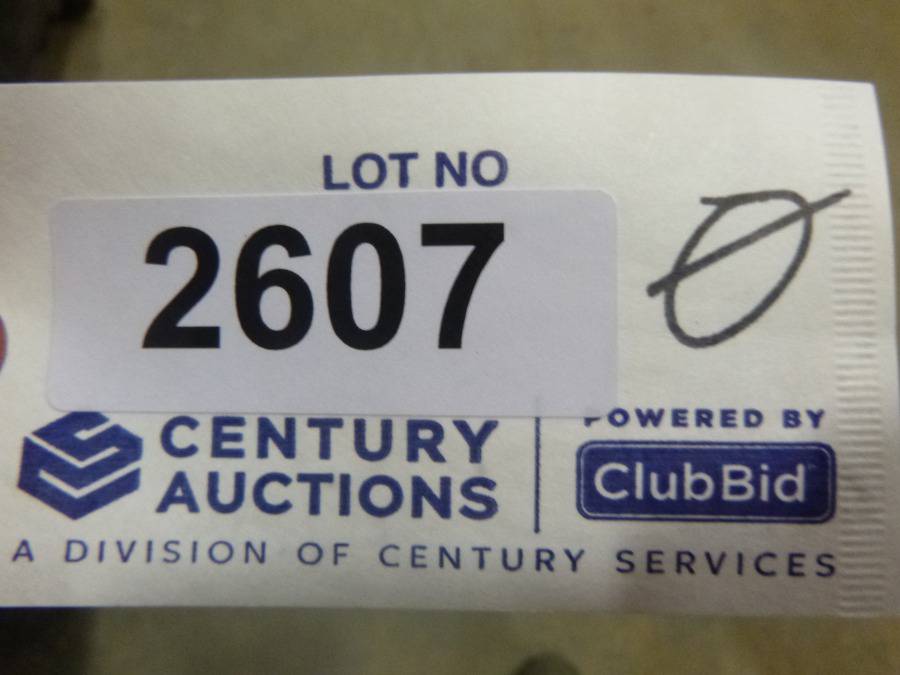 LOT NO
2607 Ø
CENTURY
AUCTIONS
POWERED BY
ClubBid
A DIVISION OF CENTURY SERVICES